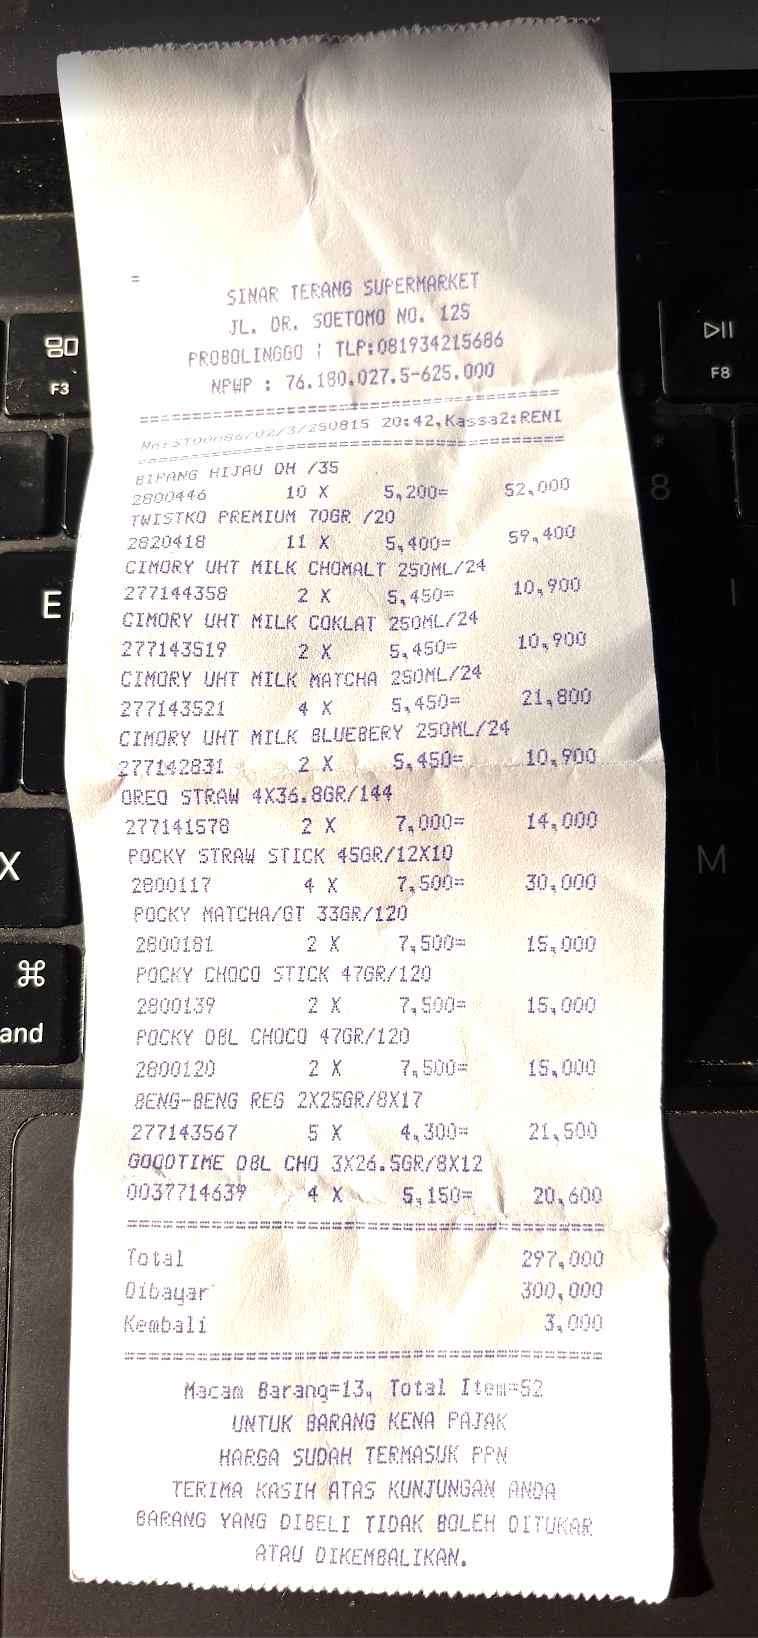 =
SINAR TERANG SUPERMARKET
JL. DR. SOETOMO NO. 125
PROBOLINGGO | TLP:081934215686
NPWP : 76.180.027.5-625.000
================================
No:ST00086/02/3/250815 20:42,Kassa2:RENI
================================
BIPANG HIJAU DH /35
2800446 10 X 5,200= 52,000
TWISTKO PREMIUM 70GR /20
2820418 11 X 5,400= 59,400
CIMORY UHT MILK CHOMALT 250ML/24
277144358 2 X 5,450= 10,900
CIMORY UHT MILK COKLAT 250ML/24
277143519 2 X 5,450= 10,900
CIMORY UHT MILK MATCHA 250ML/24
277143521 4 X 5,450= 21,800
CIMORY UHT MILK BLUEBERY 250ML/24
277142831 2 X 5,450= 10,900
OREO STRAW 4X36.8GR/144
277141578 2 X 7,000= 14,000
POCKY STRAW STICK 45GR/12X10
2800117 4 X 7,500= 30,000
POCKY MATCHA/GT 33GR/120
2800181 2 X 7,500= 15,000
POCKY CHOCO STICK 47GR/120
2800139 2 X 7,500= 15,000
POCKY DBL CHOCO 47GR/120
2800120 2 X 7,500= 15,000
BENG-BENG REG 2X25GR/8X17
277143567 5 X 4,300= 21,500
GOODTIME DBL CHO 3X26.5GR/8X12
0037714639 4 X 5,150= 20,600
================================
Total 297,000
Dibayar 300,000
Kembali 3,000
================================
Macam Barang=13, Total Item=52
UNTUK BARANG KENA PAJAK
HARGA SUDAH TERMASUK PPN
TERIMA KASIH ATAS KUNJUNGAN ANDA
BARANG YANG DIBELI TIDAK BOLEH DITUKAR
ATAU DIKEMBALIKAN.
F3
E
X
⌘
and
F8
*
8
I
M